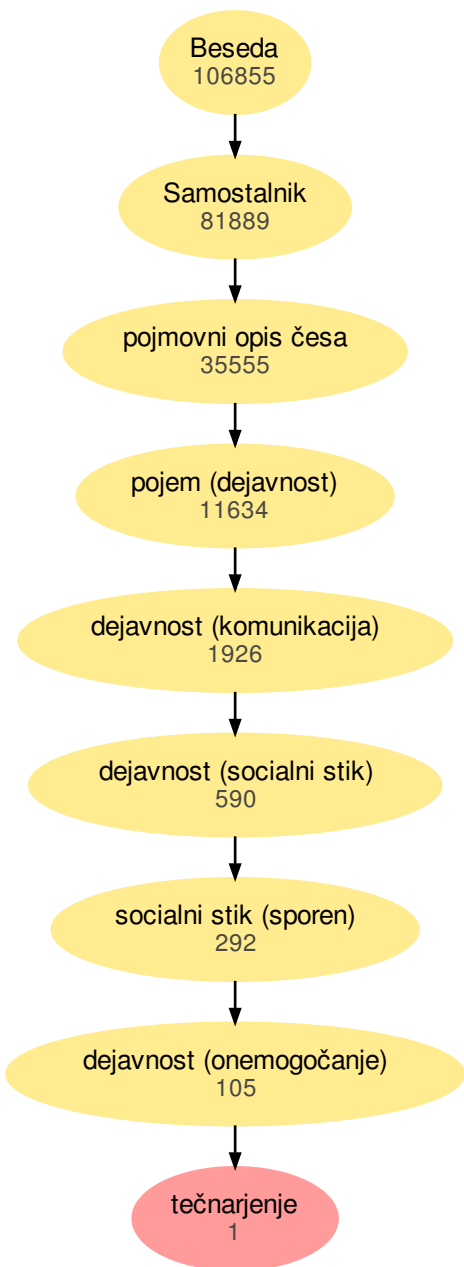 Beseda
106855
Samostalnik
81889
pojmovni opis česa
35555
pojem (dejavnost)
11634
dejavnost (komunikacija)
1926
dejavnost (socialni stik)
590
socialni stik (sporen)
292
dejavnost (onemogočanje)
105
tečnarjenje
1